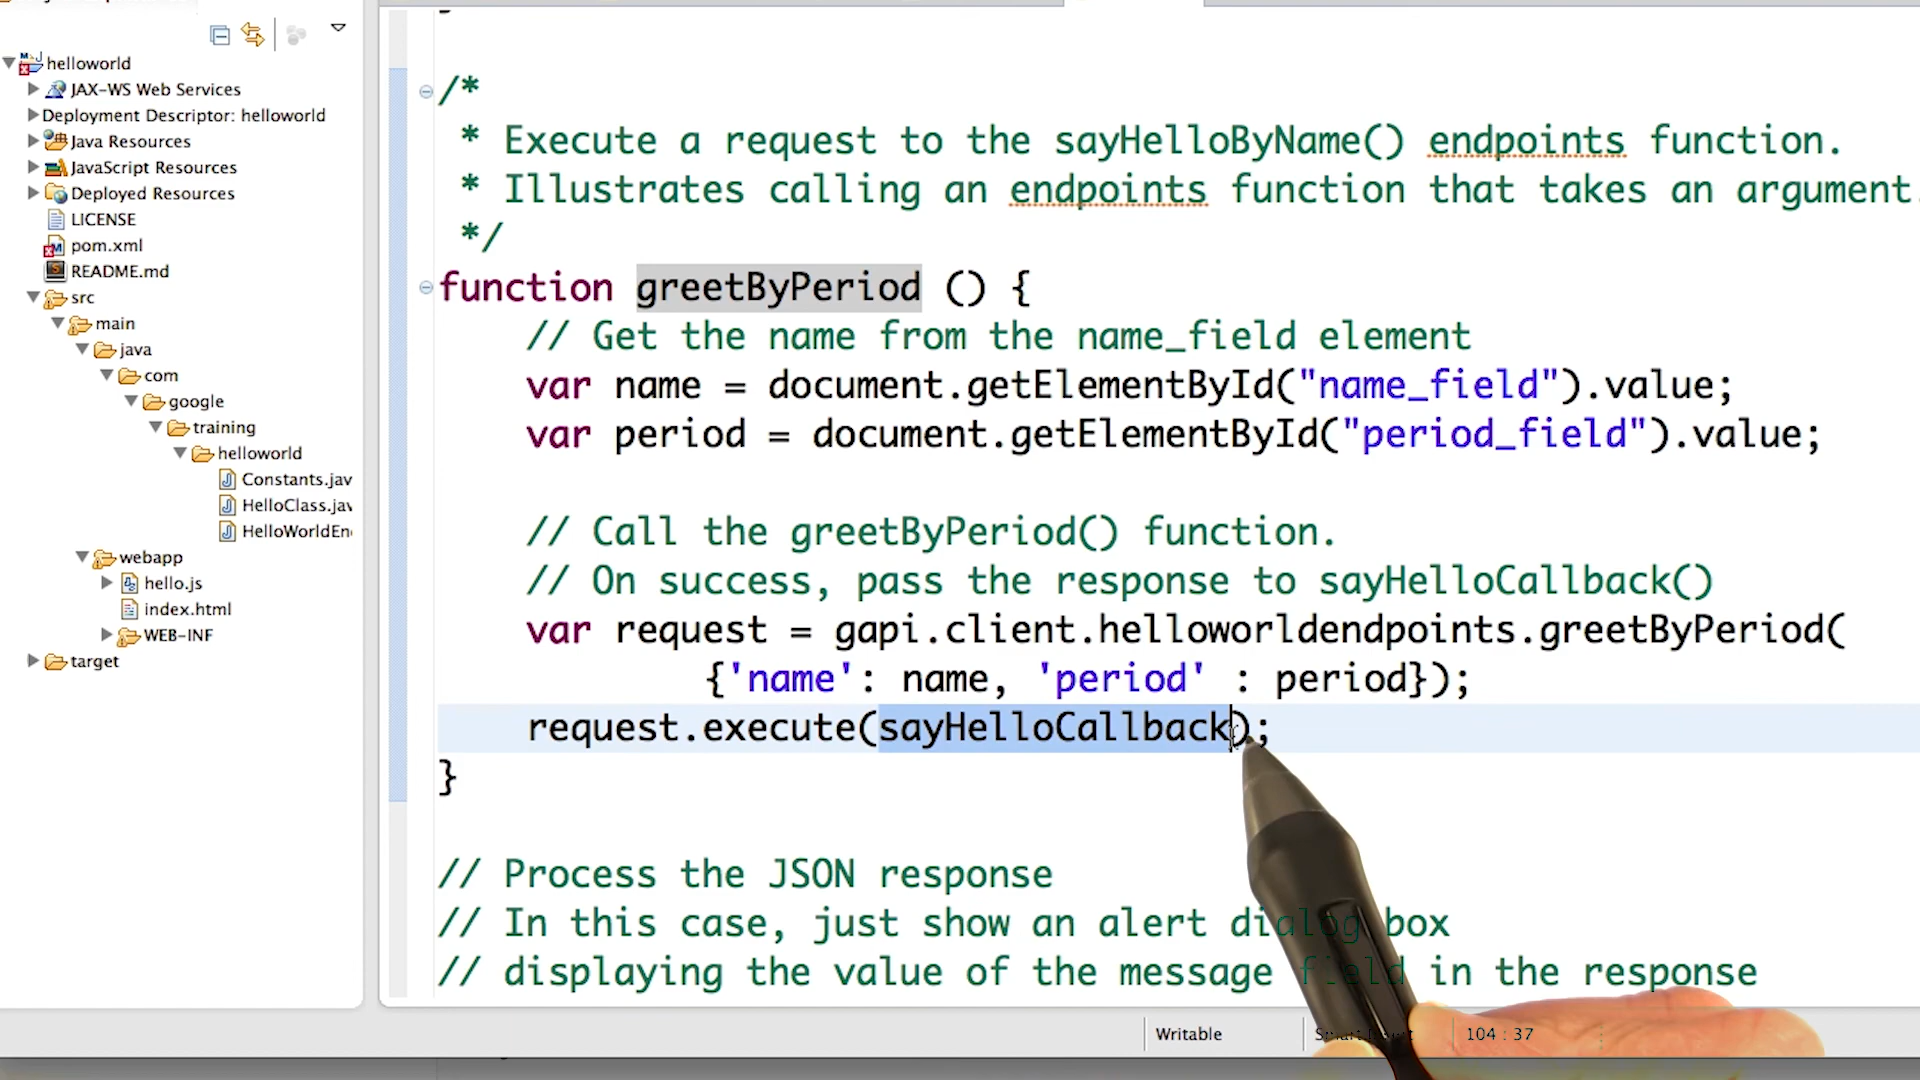 helloworld
JAX-WS Web Services
Deployment Descriptor: helloworld
Java Resources
JavaScript Resources
Deployed Resources
LICENSE
pom.xml
README.md
src
main
java
com
google
training
helloworld
Constants.jav
HelloClass.jav
HelloWorldEn
webapp
hello.js
index.html
WEB-INF
target
/*
* Execute a request to the sayHelloByName() endpoints function.
* Illustrates calling an endpoints function that takes an argument.
*/
function greetByPeriod () {
// Get the name from the name_field element
var name = document.getElementById("name_field").value;
var period = document.getElementById("period_field").value;
// Call the greetByPeriod() function.
// On success, pass the response to sayHelloCallback()
var request = gapi.client.helloworldendpoints.greetByPeriod(
{'name': name, 'period' : period});
request.execute(sayHelloCallback);
}
// Process the JSON response
// In this case, just show an alert dialog box
// displaying the value of the message field in the response
Writable
104 : 37